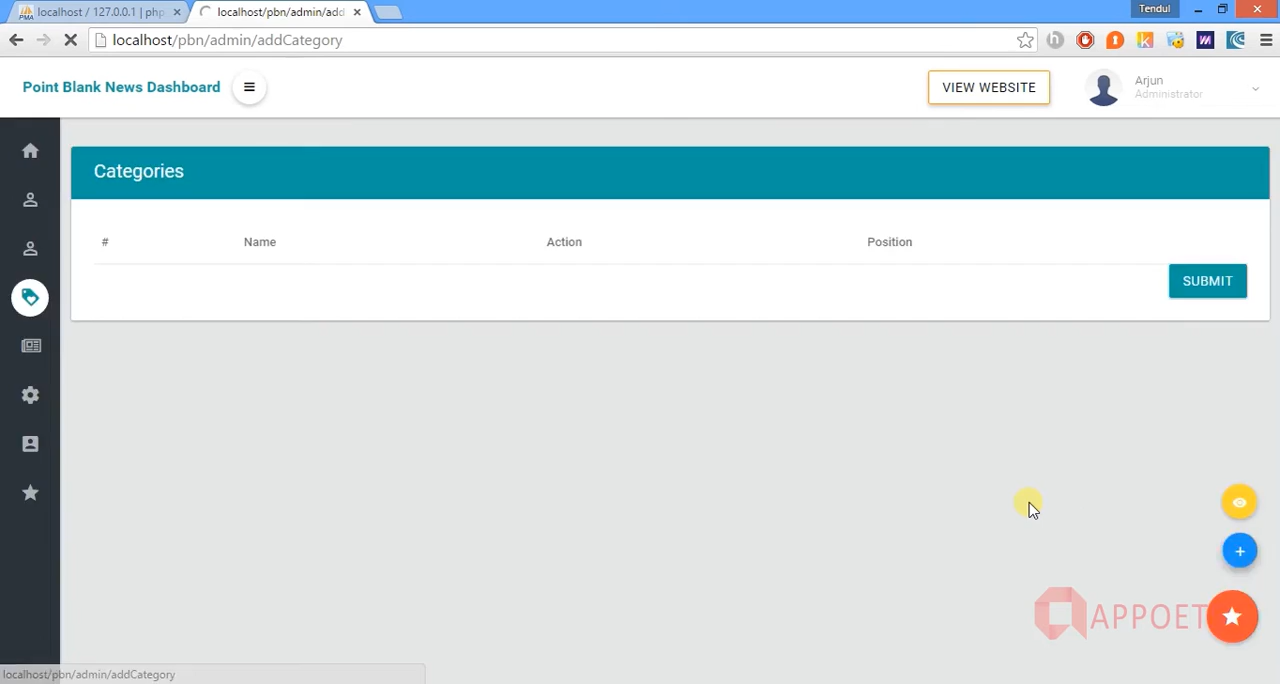 localhost / 127.0.0.1 | php
localhost/pbn/admin/add
Tendul
localhost/pbn/admin/addCategory
Point Blank News Dashboard
VIEW WEBSITE
Arjun
Administrator
Categories
# Name Action Position
SUBMIT
APPOET
localhost/pbn/admin/addCategory